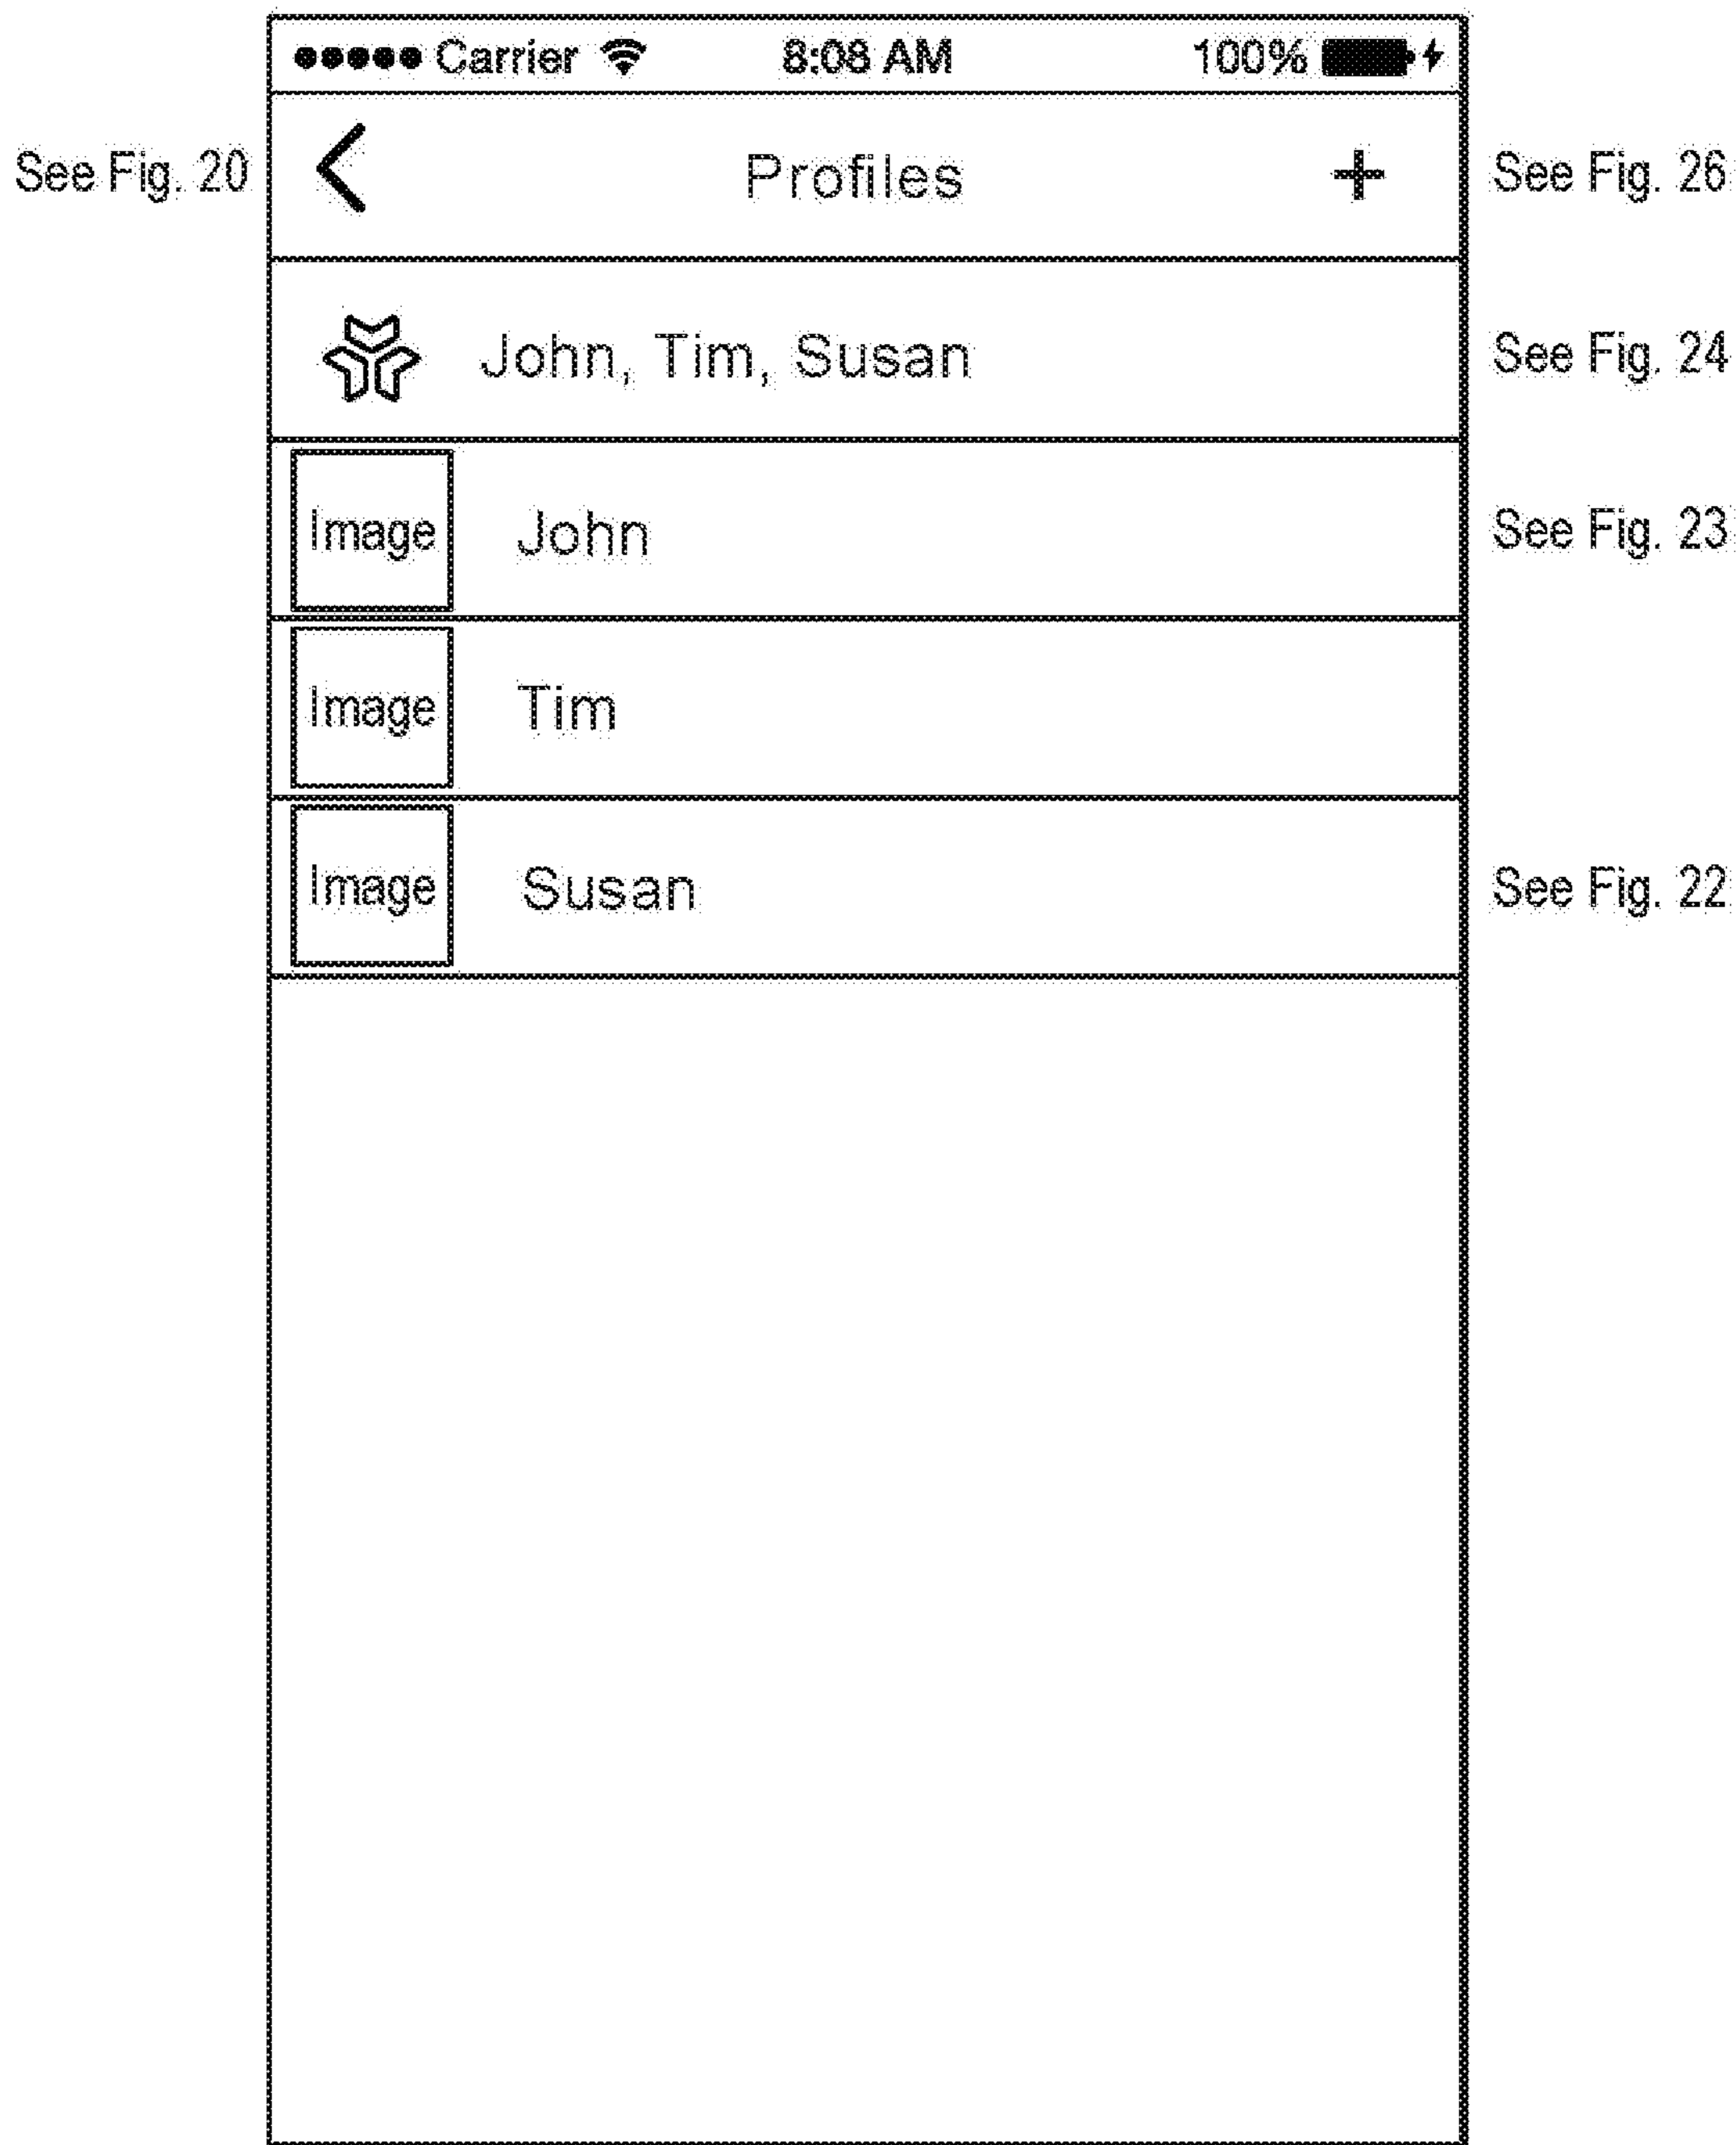 Carrier 8:08 AM 100%
See Fig. 20 Profiles + See Fig. 26
John, Tim, Susan See Fig. 24
Image John See Fig. 23
Image Tim
Image Susan See Fig. 22